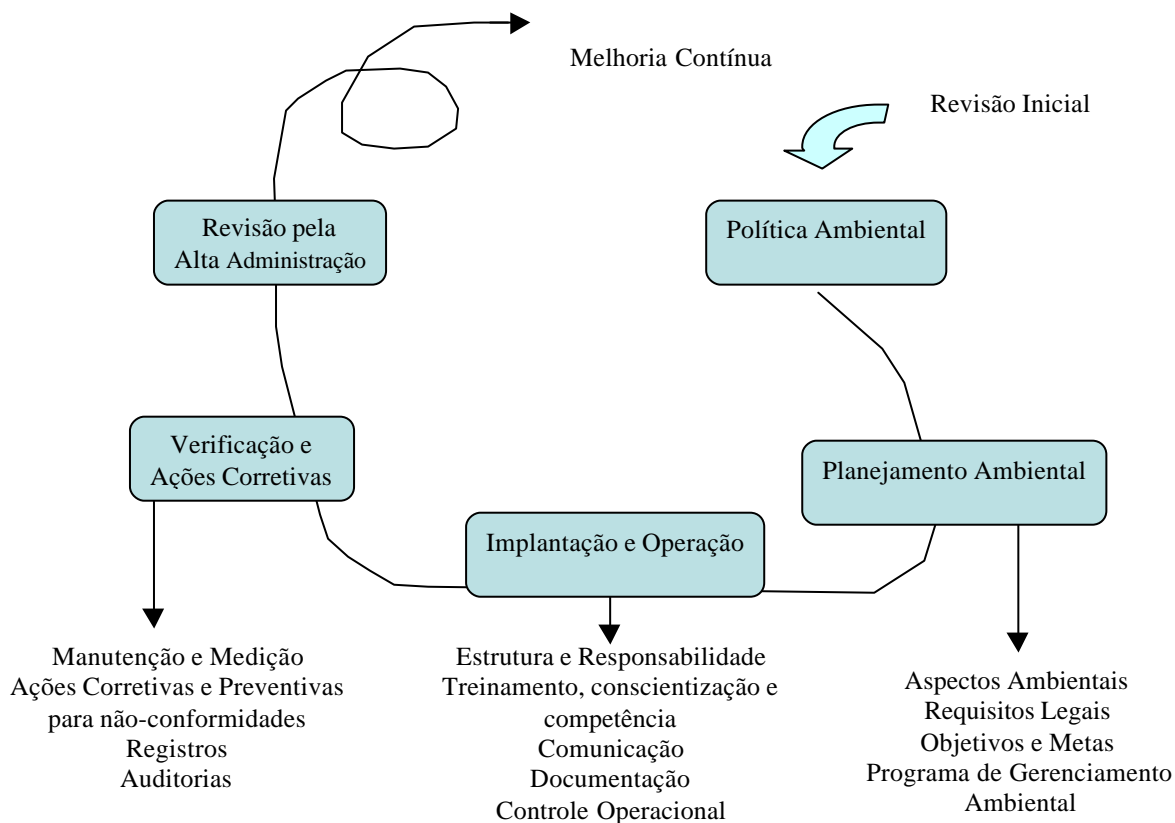 Melhoria Contínua
Revisão Inicial
Revisão pela
Alta Administração
Política Ambiental
Verificação e
Ações Corretivas
Planejamento Ambiental
Implantação e Operação
Manutenção e Medição
Ações Corretivas e Preventivas
para não-conformidades
Registros
Auditorias
Estrutura e Responsabilidade
Treinamento, conscientização e
competência
Comunicação
Documentação
Controle Operacional
Aspectos Ambientais
Requisitos Legais
Objetivos e Metas
Programa de Gerenciamento
Ambiental